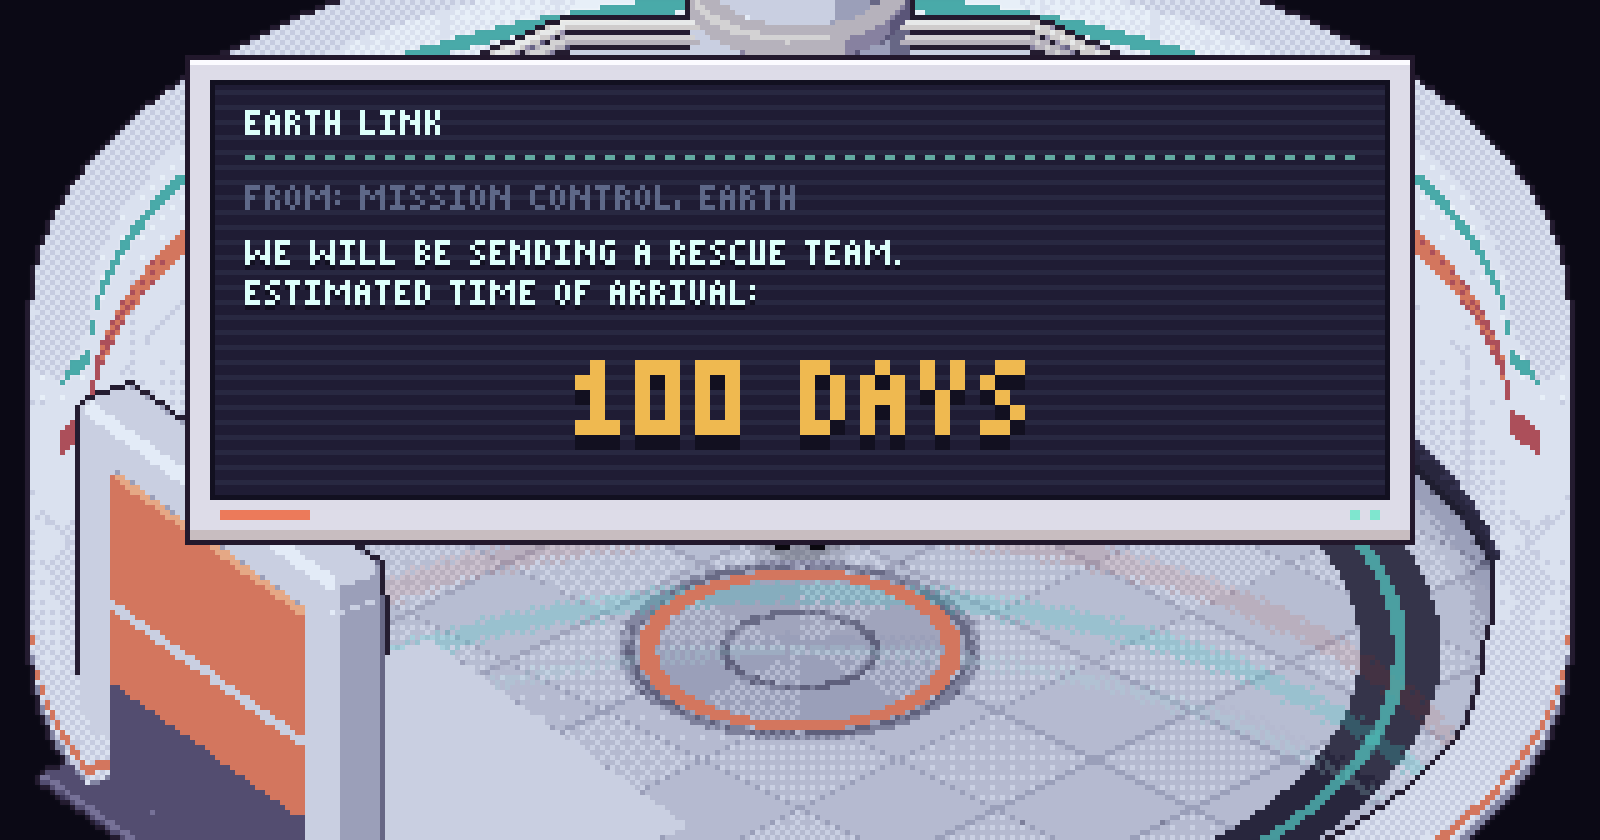 EARTH LINK
FROM: MISSION CONTROL, EARTH
WE WILL BE SENDING A RESCUE TEAM.
ESTIMATED TIME OF ARRIVAL:
100 DAYS